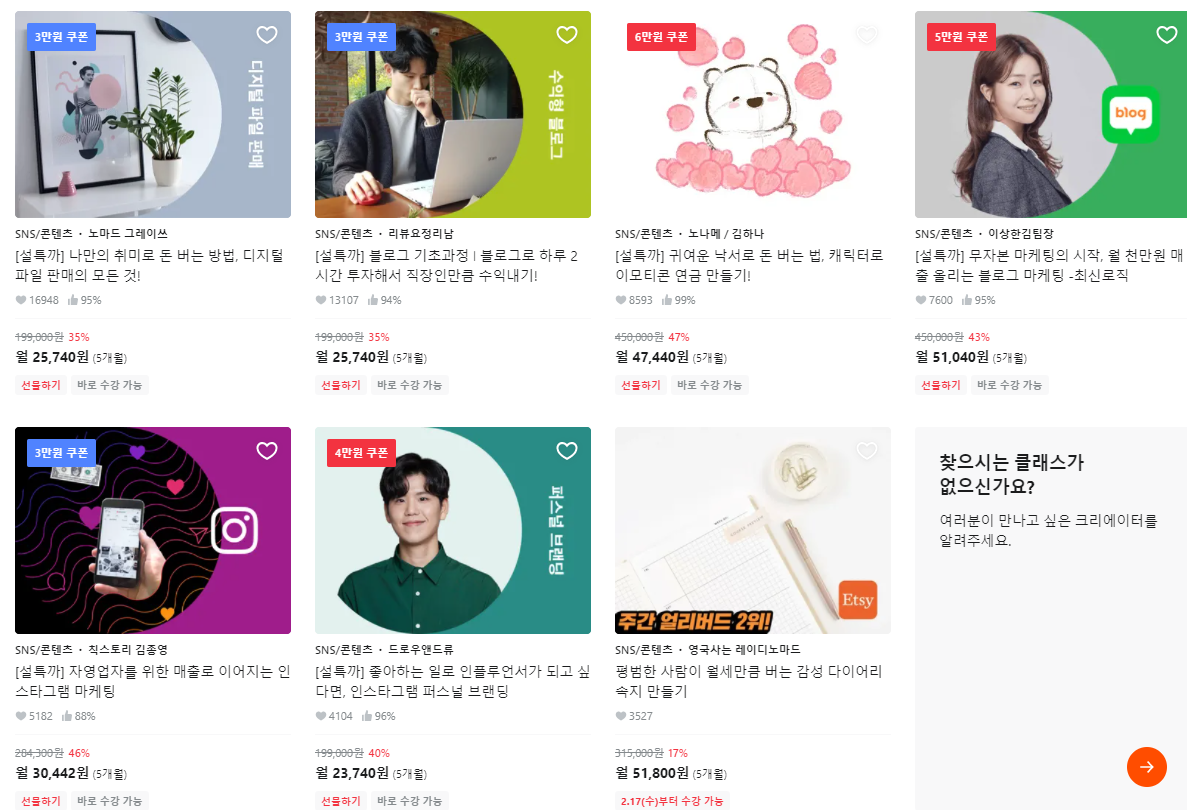 3만원 쿠폰
디지털 파일 판매
SNS/콘텐츠 · 노마드 그레이쓰
[설특까] 나만의 취미로 돈 버는 방법, 디지털
파일 판매의 모든 것!
16948 95%
199,000원 35%
월 25,740원 (5개월)
선물하기 바로 수강 가능
3만원 쿠폰
수익형 블로그
SNS/콘텐츠 · 리뷰요정리남
[설특까] 블로그 기초과정 | 블로그로 하루 2
시간 투자해서 직장인만큼 수익내기!
13107 94%
199,000원 35%
월 25,740원 (5개월)
선물하기 바로 수강 가능
6만원 쿠폰
SNS/콘텐츠 · 노나메 / 김하나
[설특까] 귀여운 낙서로 돈 버는 법, 캐릭터로
이모티콘 연금 만들기!
8593 99%
450,000원 47%
월 47,440원 (5개월)
선물하기 바로 수강 가능
5만원 쿠폰
blog
SNS/콘텐츠 · 이상한김팀장
[설특까] 무자본 마케팅의 시작, 월 천만원 매
출 올리는 블로그 마케팅 -최신로직
7600 95%
450,000원 43%
월 51,040원 (5개월)
선물하기 바로 수강 가능
3만원 쿠폰
SNS/콘텐츠 · 칙스토리 김종영
[설특까] 자영업자를 위한 매출로 이어지는 인
스타그램 마케팅
5182 88%
284,300원 46%
월 30,442원 (5개월)
선물하기 바로 수강 가능
4만원 쿠폰
퍼스널 브랜딩
SNS/콘텐츠 · 드로우앤드류
[설특까] 좋아하는 일로 인플루언서가 되고 싶
다면, 인스타그램 퍼스널 브랜딩
4104 96%
199,000원 40%
월 23,740원 (5개월)
선물하기 바로 수강 가능
Etsy
주간 얼리버드 2위!
SNS/콘텐츠 · 영국사는 레이디노마드
평범한 사람이 월세만큼 버는 감성 다이어리
속지 만들기
3527
315,000원 17%
월 51,800원 (5개월)
2.17(수)부터 수강 가능
찾으시는 클래스가
없으신가요?
여러분이 만나고 싶은 크리에이터를
알려주세요.